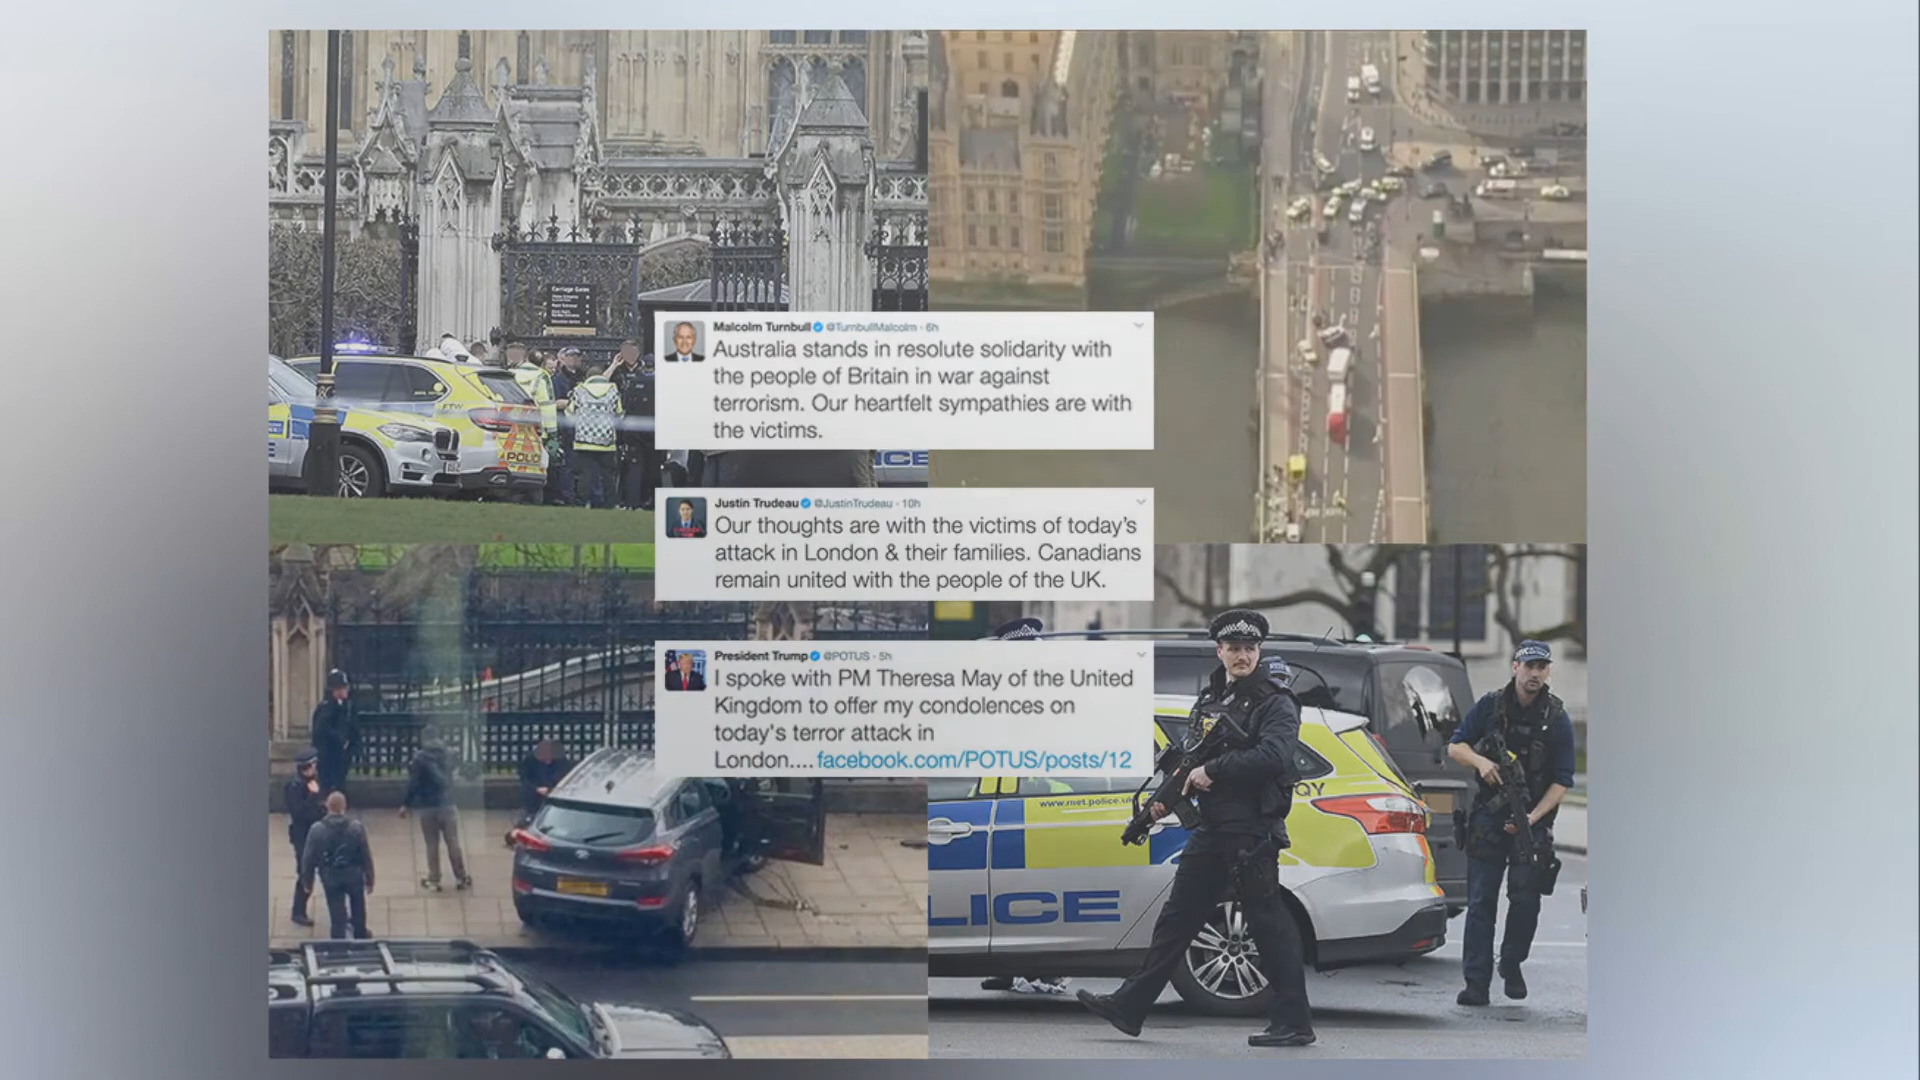 Carriage Gates
POLICE
ICE
Malcolm Turnbull @TurnbullMalcolm · 6h
Australia stands in resolute solidarity with
the people of Britain in war against
terrorism. Our heartfelt sympathies are with
the victims.
Justin Trudeau @JustinTrudeau · 10h
Our thoughts are with the victims of today's
attack in London & their families. Canadians
remain united with the people of the UK.
President Trump @POTUS · 5h
I spoke with PM Theresa May of the United
Kingdom to offer my condolences on
today's terror attack in
London.... facebook.com/POTUS/posts/12
www.met.police.uk
QY
LICE